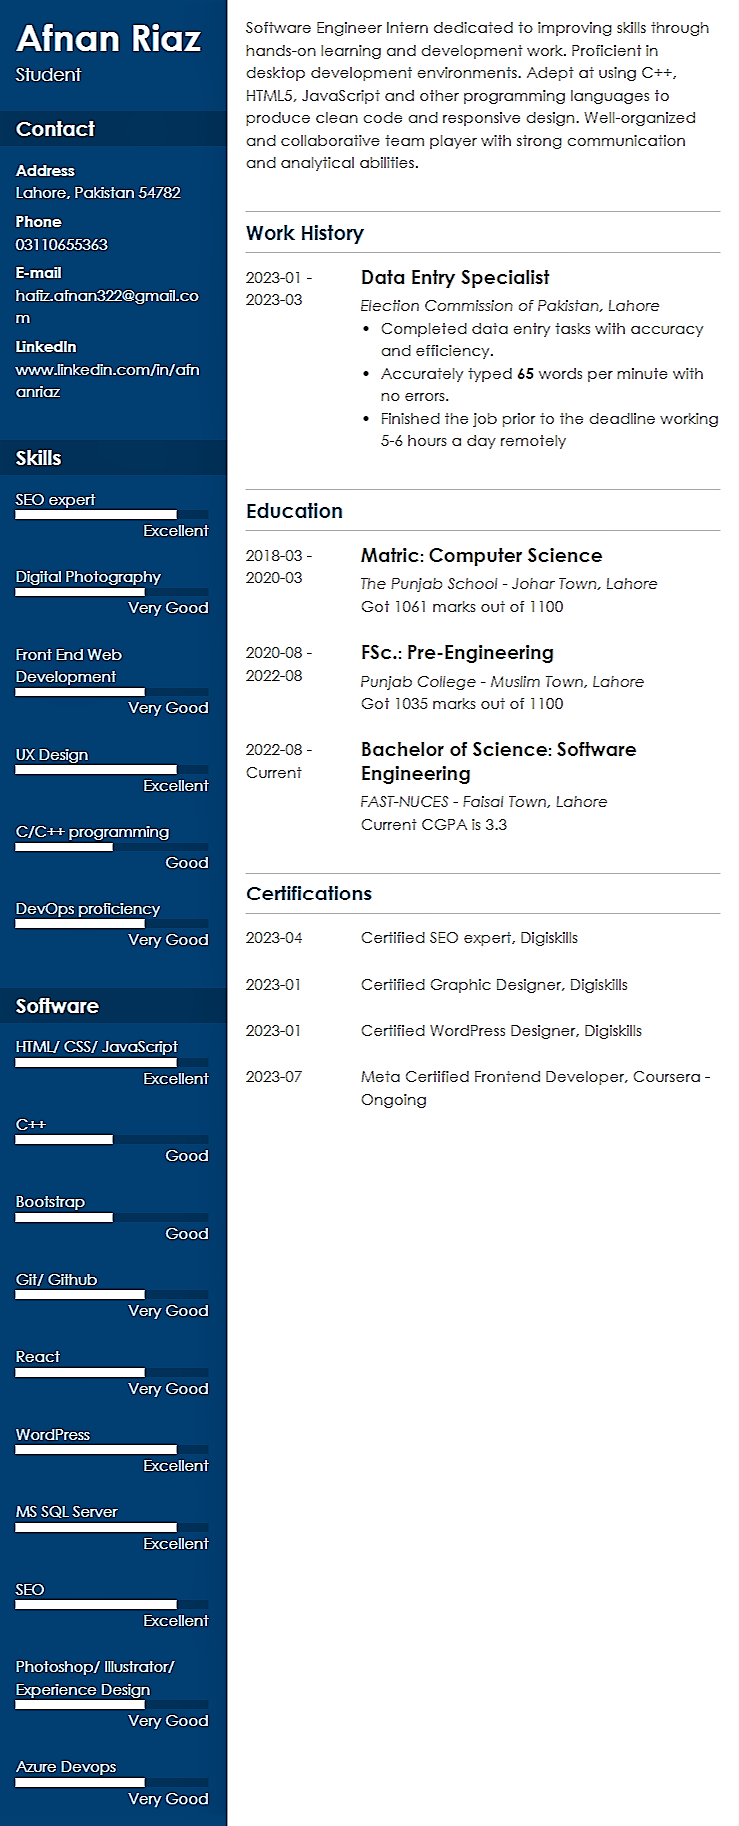 Afnan Riaz
Student
Contact
Address
Lahore, Pakistan 54782
Phone
03110655363
E-mail
hafiz.afnan322@gmail.co
m
LinkedIn
www.linkedin.com/in/afn
anriaz
Skills
SEO expert
Excellent
Digital Photography
Very Good
Front End Web
Development
Very Good
UX Design
Excellent
C/C++ programming
Good
DevOps proficiency
Very Good
Software
HTML/ CSS/ JavaScript
Excellent
C++
Good
Bootstrap
Good
Git/ Github
Very Good
React
Very Good
WordPress
Excellent
MS SQL Server
Excellent
SEO
Excellent
Photoshop/ Illustrator/
Experience Design
Very Good
Azure Devops
Very Good
Software Engineer Intern dedicated to improving skills through
hands-on learning and development work. Proficient in
desktop development environments. Adept at using C++,
HTML5, JavaScript and other programming languages to
produce clean code and responsive design. Well-organized
and collaborative team player with strong communication
and analytical abilities.
Work History
2023-01 -
2023-03
Data Entry Specialist
Election Commission of Pakistan, Lahore
• Completed data entry tasks with accuracy
and efficiency.
• Accurately typed 65 words per minute with
no errors.
• Finished the job prior to the deadline working
5-6 hours a day remotely
Education
2018-03 -
2020-03
Matric: Computer Science
The Punjab School - Johar Town, Lahore
Got 1061 marks out of 1100
2020-08 -
2022-08
FSc.: Pre-Engineering
Punjab College - Muslim Town, Lahore
Got 1035 marks out of 1100
2022-08 -
Current
Bachelor of Science: Software
Engineering
FAST-NUCES - Faisal Town, Lahore
Current CGPA is 3.3
Certifications
2023-04 Certified SEO expert, Digiskills
2023-01 Certified Graphic Designer, Digiskills
2023-01 Certified WordPress Designer, Digiskills
2023-07 Meta Certified Frontend Developer, Coursera -
Ongoing